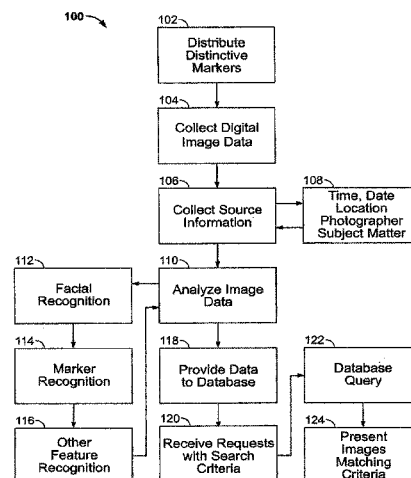 100
102
Distribute
Distinctive
Markers
104
Collect Digital
Image Data
106
Collect Source
Information
108
Time, Date
Location
Photographer
Subject Matter
110
Analyze Image
Data
112
Facial
Recognition
114
Marker
Recognition
116
Other
Feature
Recognition
118
Provide Data
to Database
120
Receive Requests
with Search
Criteria
122
Database
Query
124
Present
Images
Matching
Criteria